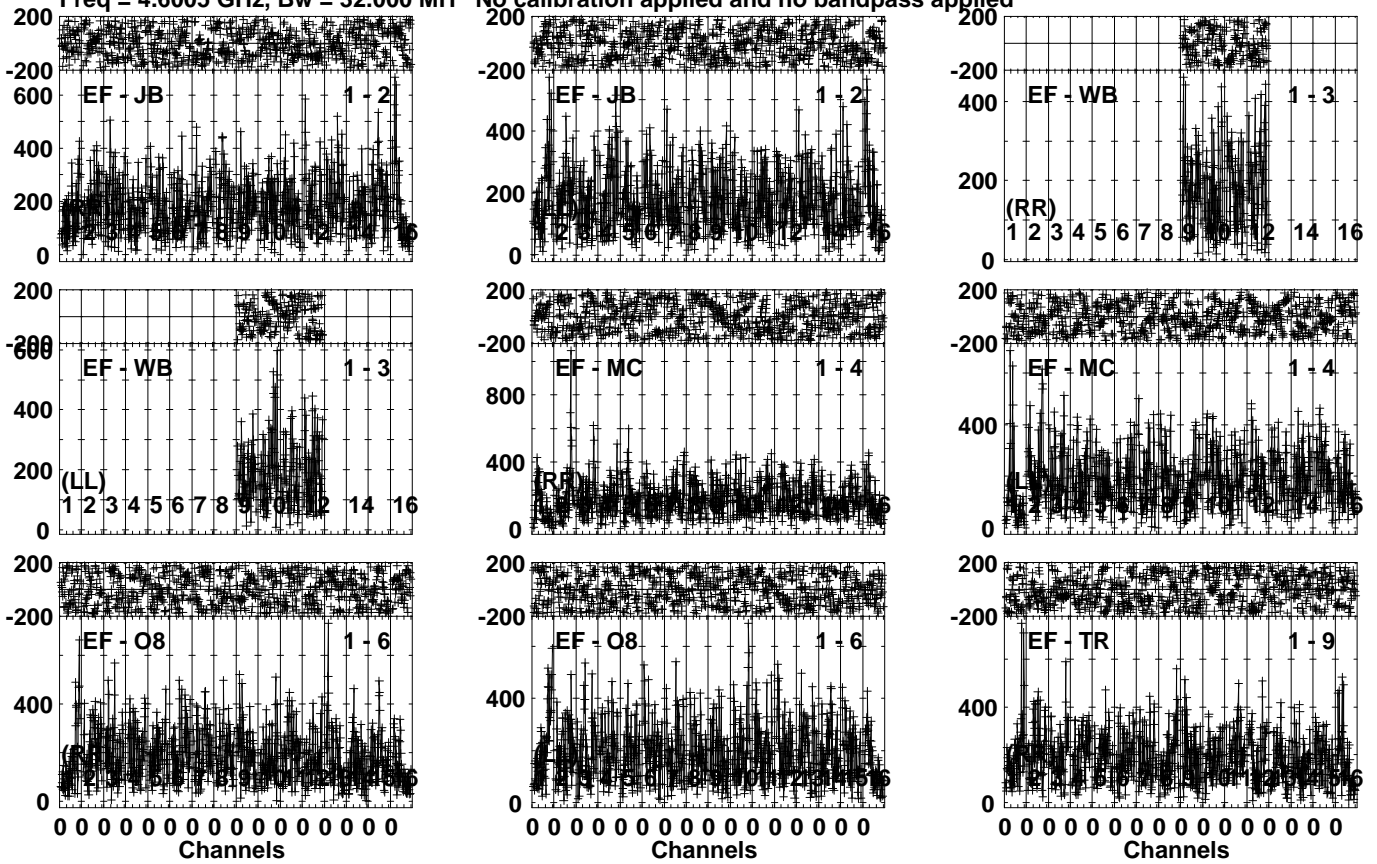 Freq = 4.6005 GHz, Bw = 32.000 MH No calibration applied and no bandpass applied
200 200 200
-200 -200 -200
EF - JB 1 - 2 EF - JB 1 - 2 EF - WB 1 - 3
600 400 200 0
400 200 0
400 200 0
(RR)
1 2 3 4 5 6 7 8 9 10 12 14 16
200 200 200
-200 -200 -200
EF - WB 1 - 3 EF - MC 1 - 4 EF - MC 1 - 4
600 400 200 0
800 400 0
400 0
(LL) (RR)
1 2 3 4 5 6 7 8 9 10 12 14 16
200 200 200
-200 -200 -200
EF - O8 1 - 6 EF - O8 1 - 6 EF - TR 1 - 9
400 400 400
0 0 0
0 0 0 0 0 0 0 0 0 0 0 0 0 0 0 0 0 0 0 0 0 0 0 0 0 0 0 0 0 0 0 0 0 0 0 0 0 0 0 0 0 0 0 0 0 0 0 0
Channels Channels Channels